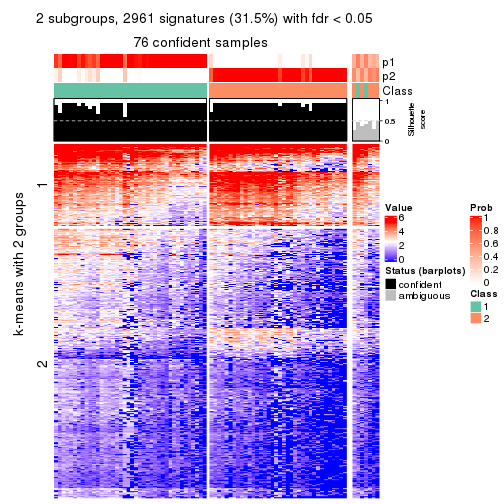 2 subgroups, 2961 signatures (31.5%) with fdr < 0.05
76 confident samples
p1
p2
Class
1
0.5
0
Silhouette
score
k-means with 2 groups
1
2
Value
6
4
2
0
Status (barplots)
confident
ambiguous
Prob
1
0.8
0.6
0.4
0.2
0
Class
1
2